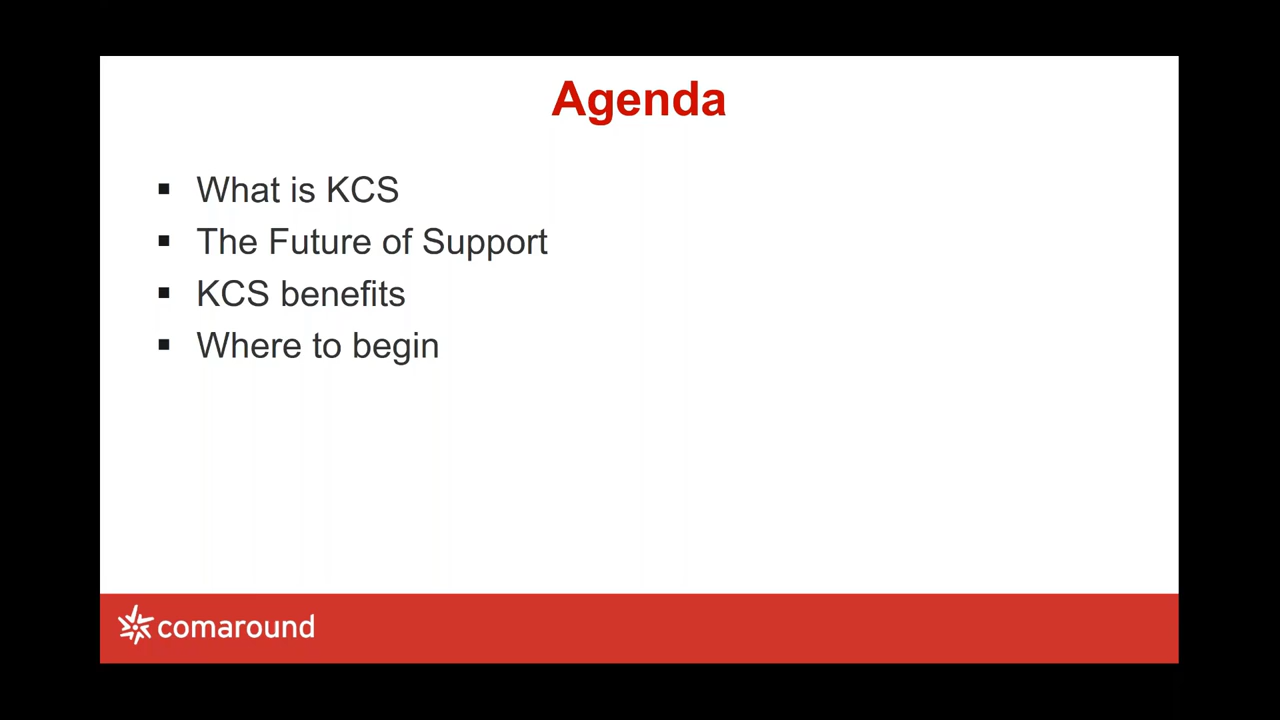 Agenda
▪ What is KCS
▪ The Future of Support
▪ KCS benefits
▪ Where to begin
comaround